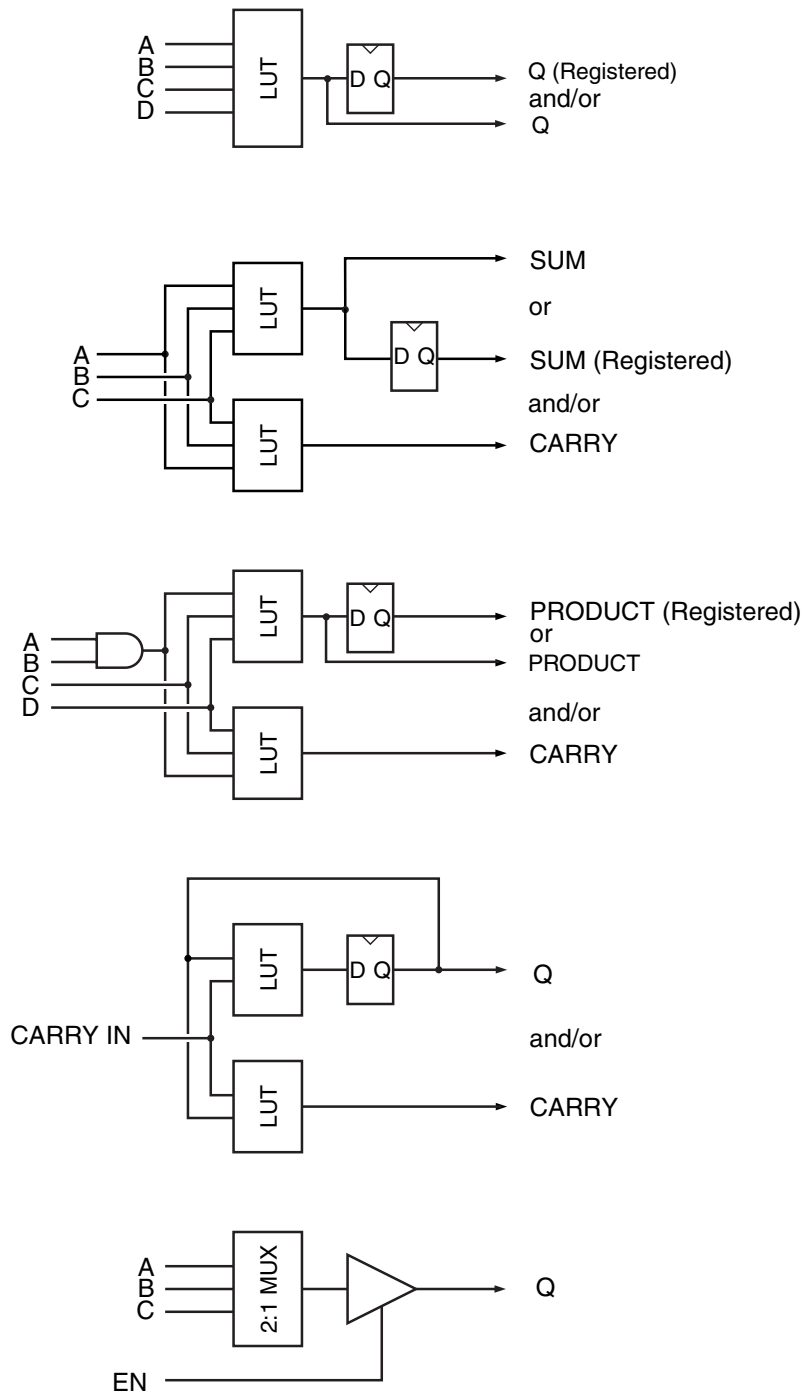 A
B
C
D
LUT
D Q
Q (Registered)
and/or
Q
A
B
C
LUT
LUT
D Q
SUM
or
SUM (Registered)
and/or
CARRY
A
B
C
D
LUT
LUT
D Q
PRODUCT (Registered)
or
PRODUCT
and/or
CARRY
CARRY IN
LUT
LUT
D Q
Q
and/or
CARRY
A
B
C
2:1 MUX
Q
EN